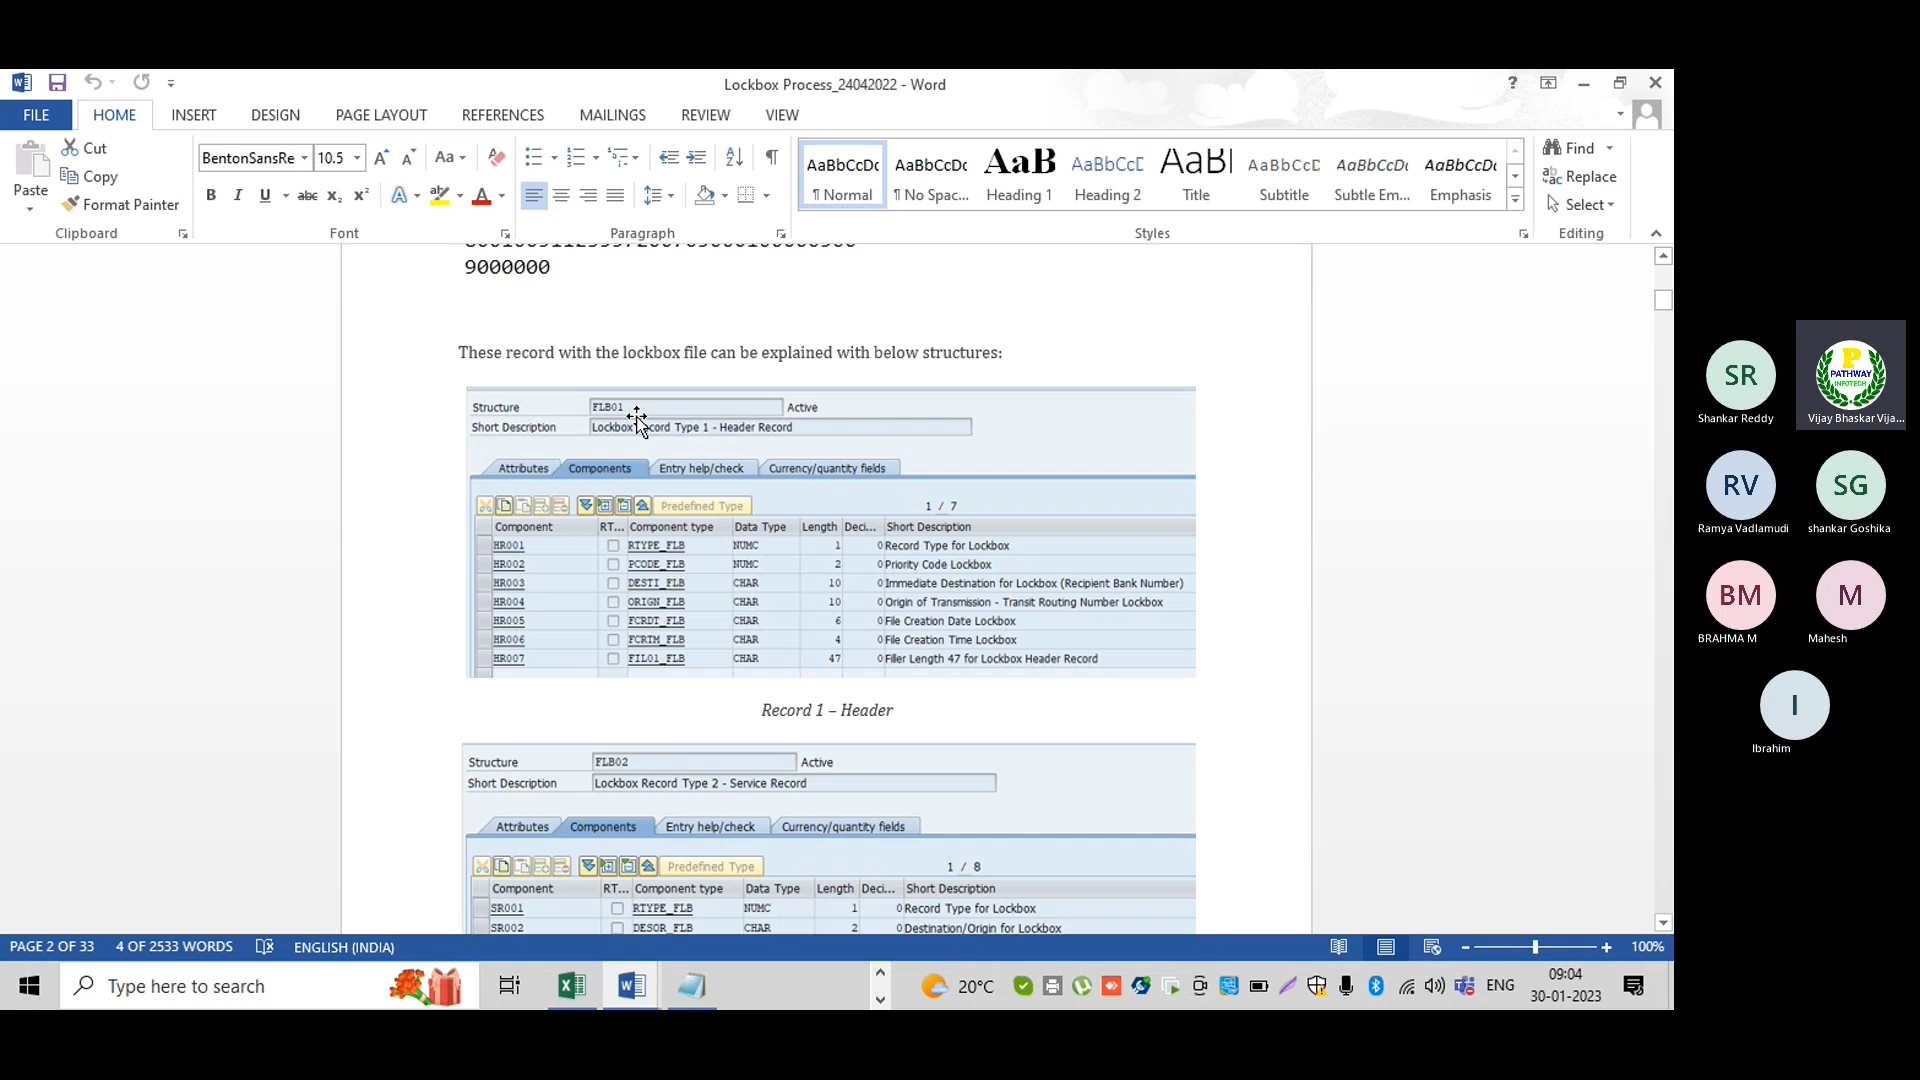 Lockbox Process_24042022 - Word
FILE HOME INSERT DESIGN PAGE LAYOUT REFERENCES MAILINGS REVIEW VIEW
Paste
Cut
Copy
Format Painter
Clipboard
BentonSansRe 10.5
Font
Paragraph
AaBbCcDc AaBbCcDc AaB AaBbCcD AaBl AaBbCcD AaBbCcDc AaBbCcDc
¶ Normal ¶ No Spac... Heading 1 Heading 2 Title Subtitle Subtle Em... Emphasis
Styles
Find
Replace
Select
Editing
9000000
These record with the lockbox file can be explained with below structures:
Structure FLB01 Active
Short Description Lockbox Record Type 1 - Header Record
Attributes Components Entry help/check Currency/quantity fields
Predefined Type 1 / 7
Component RT... Component type Data Type Length Deci... Short Description
HR001 RTYPE_FLB NUMC 1 0 Record Type for Lockbox
HR002 PCODE_FLB NUMC 2 0 Priority Code Lockbox
HR003 DESTI_FLB CHAR 10 0 Immediate Destination for Lockbox (Recipient Bank Number)
HR004 ORIGN_FLB CHAR 10 0 Origin of Transmission - Transit Routing Number Lockbox
HR005 FCRDT_FLB CHAR 6 0 File Creation Date Lockbox
HR006 FCRTM_FLB CHAR 4 0 File Creation Time Lockbox
HR007 FIL01_FLB CHAR 47 0 Filler Length 47 for Lockbox Header Record
Record 1 – Header
Structure FLB02 Active
Short Description Lockbox Record Type 2 - Service Record
Attributes Components Entry help/check Currency/quantity fields
Predefined Type 1 / 8
Component RT... Component type Data Type Length Deci... Short Description
SR001 RTYPE_FLB NUMC 1 0 Record Type for Lockbox
SR002 DESOR_FLB CHAR 2 0 Destination/Origin for Lockbox
PAGE 2 OF 33 4 OF 2533 WORDS ENGLISH (INDIA) 100%
Type here to search
20°C ENG
09:04
30-01-2023
SR
Shankar Reddy
P
PATHWAY
INFOTECH
Vijay Bhaskar Vija...
RV
Ramya Vadlamudi
SG
shankar Goshika
BM
BRAHMA M
M
Mahesh
I
Ibrahim